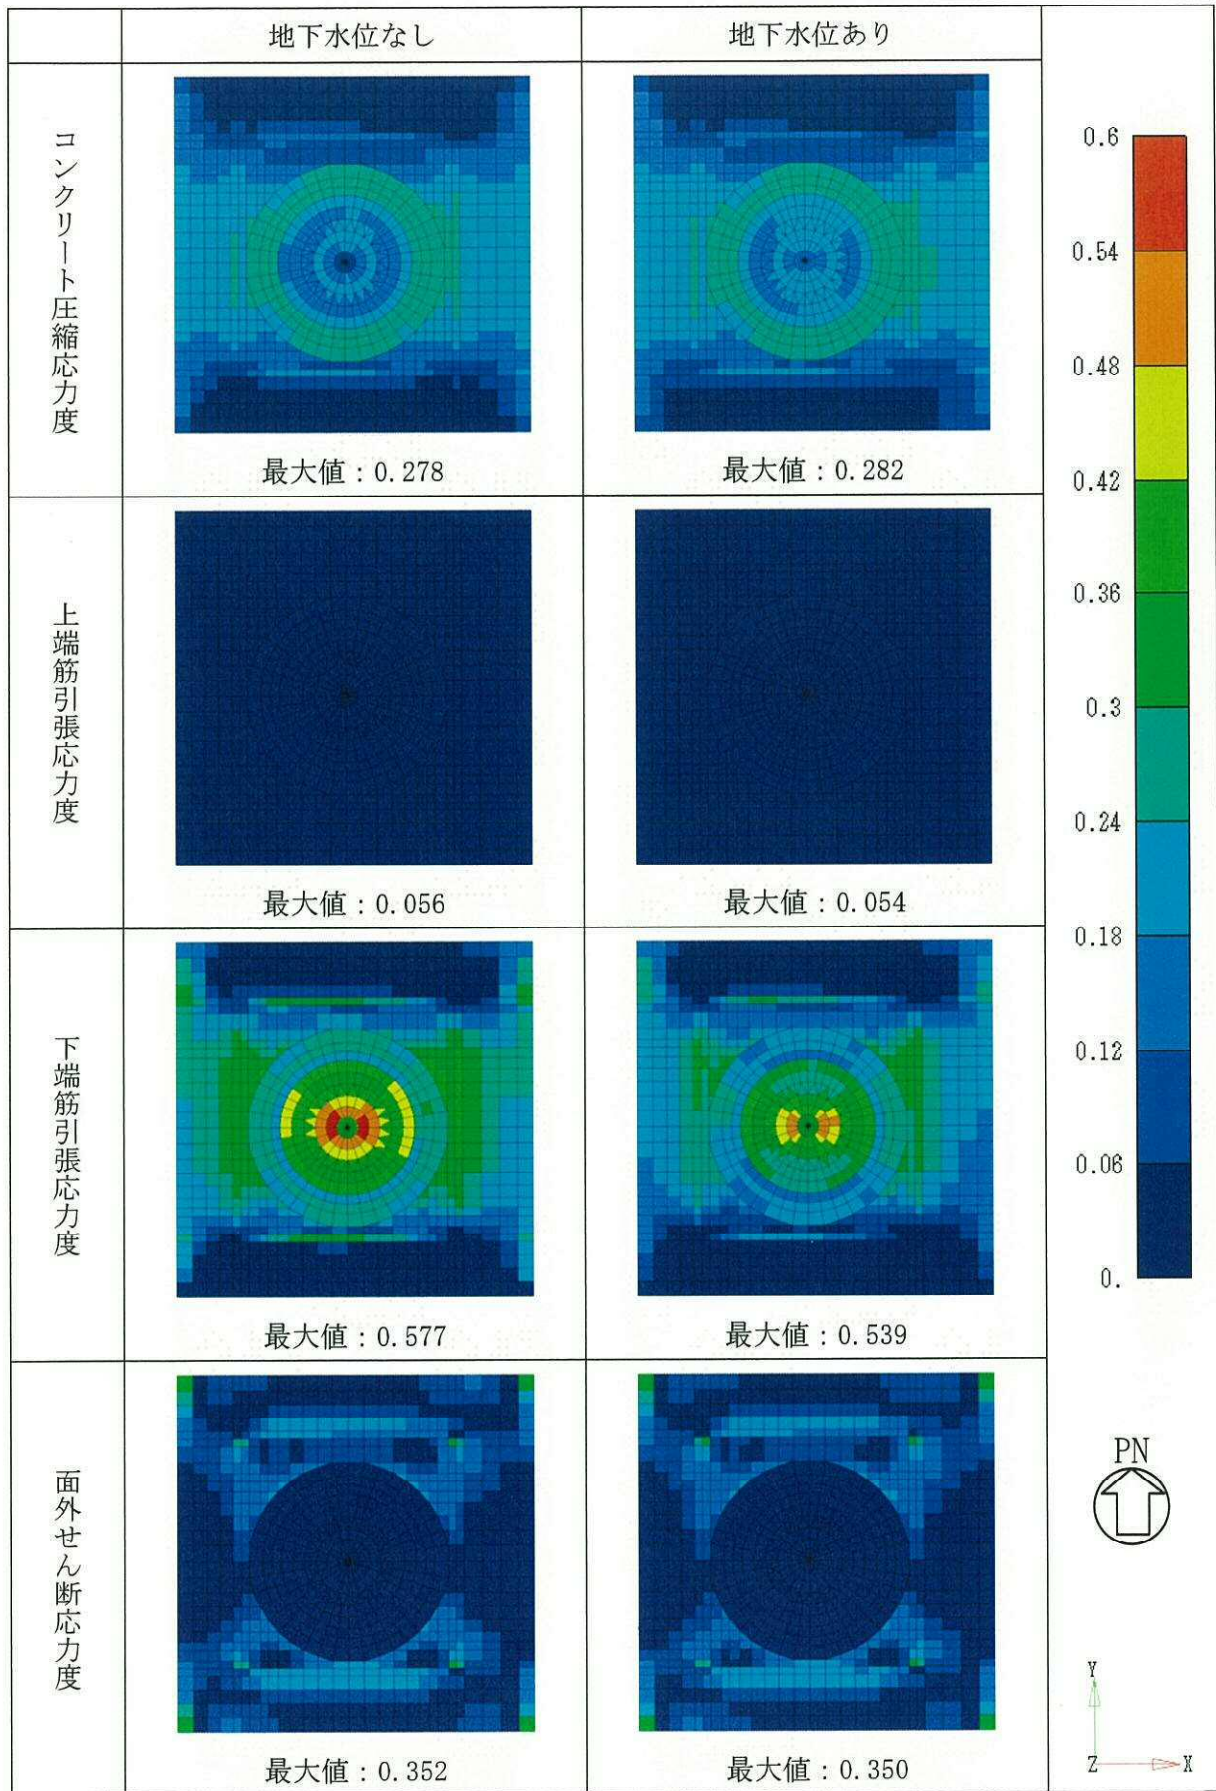 地下水位なし
地下水位あり
コンクリート圧縮応力度
最大値：0.278
最大値：0.282
上端筋引張応力度
最大値：0.056
最大値：0.054
下端筋引張応力度
最大値：0.577
最大値：0.539
面外せん断応力度
最大値：0.352
最大値：0.350
0.6
0.54
0.48
0.42
0.36
0.3
0.24
0.18
0.12
0.06
0.
PN
Y
Z
X